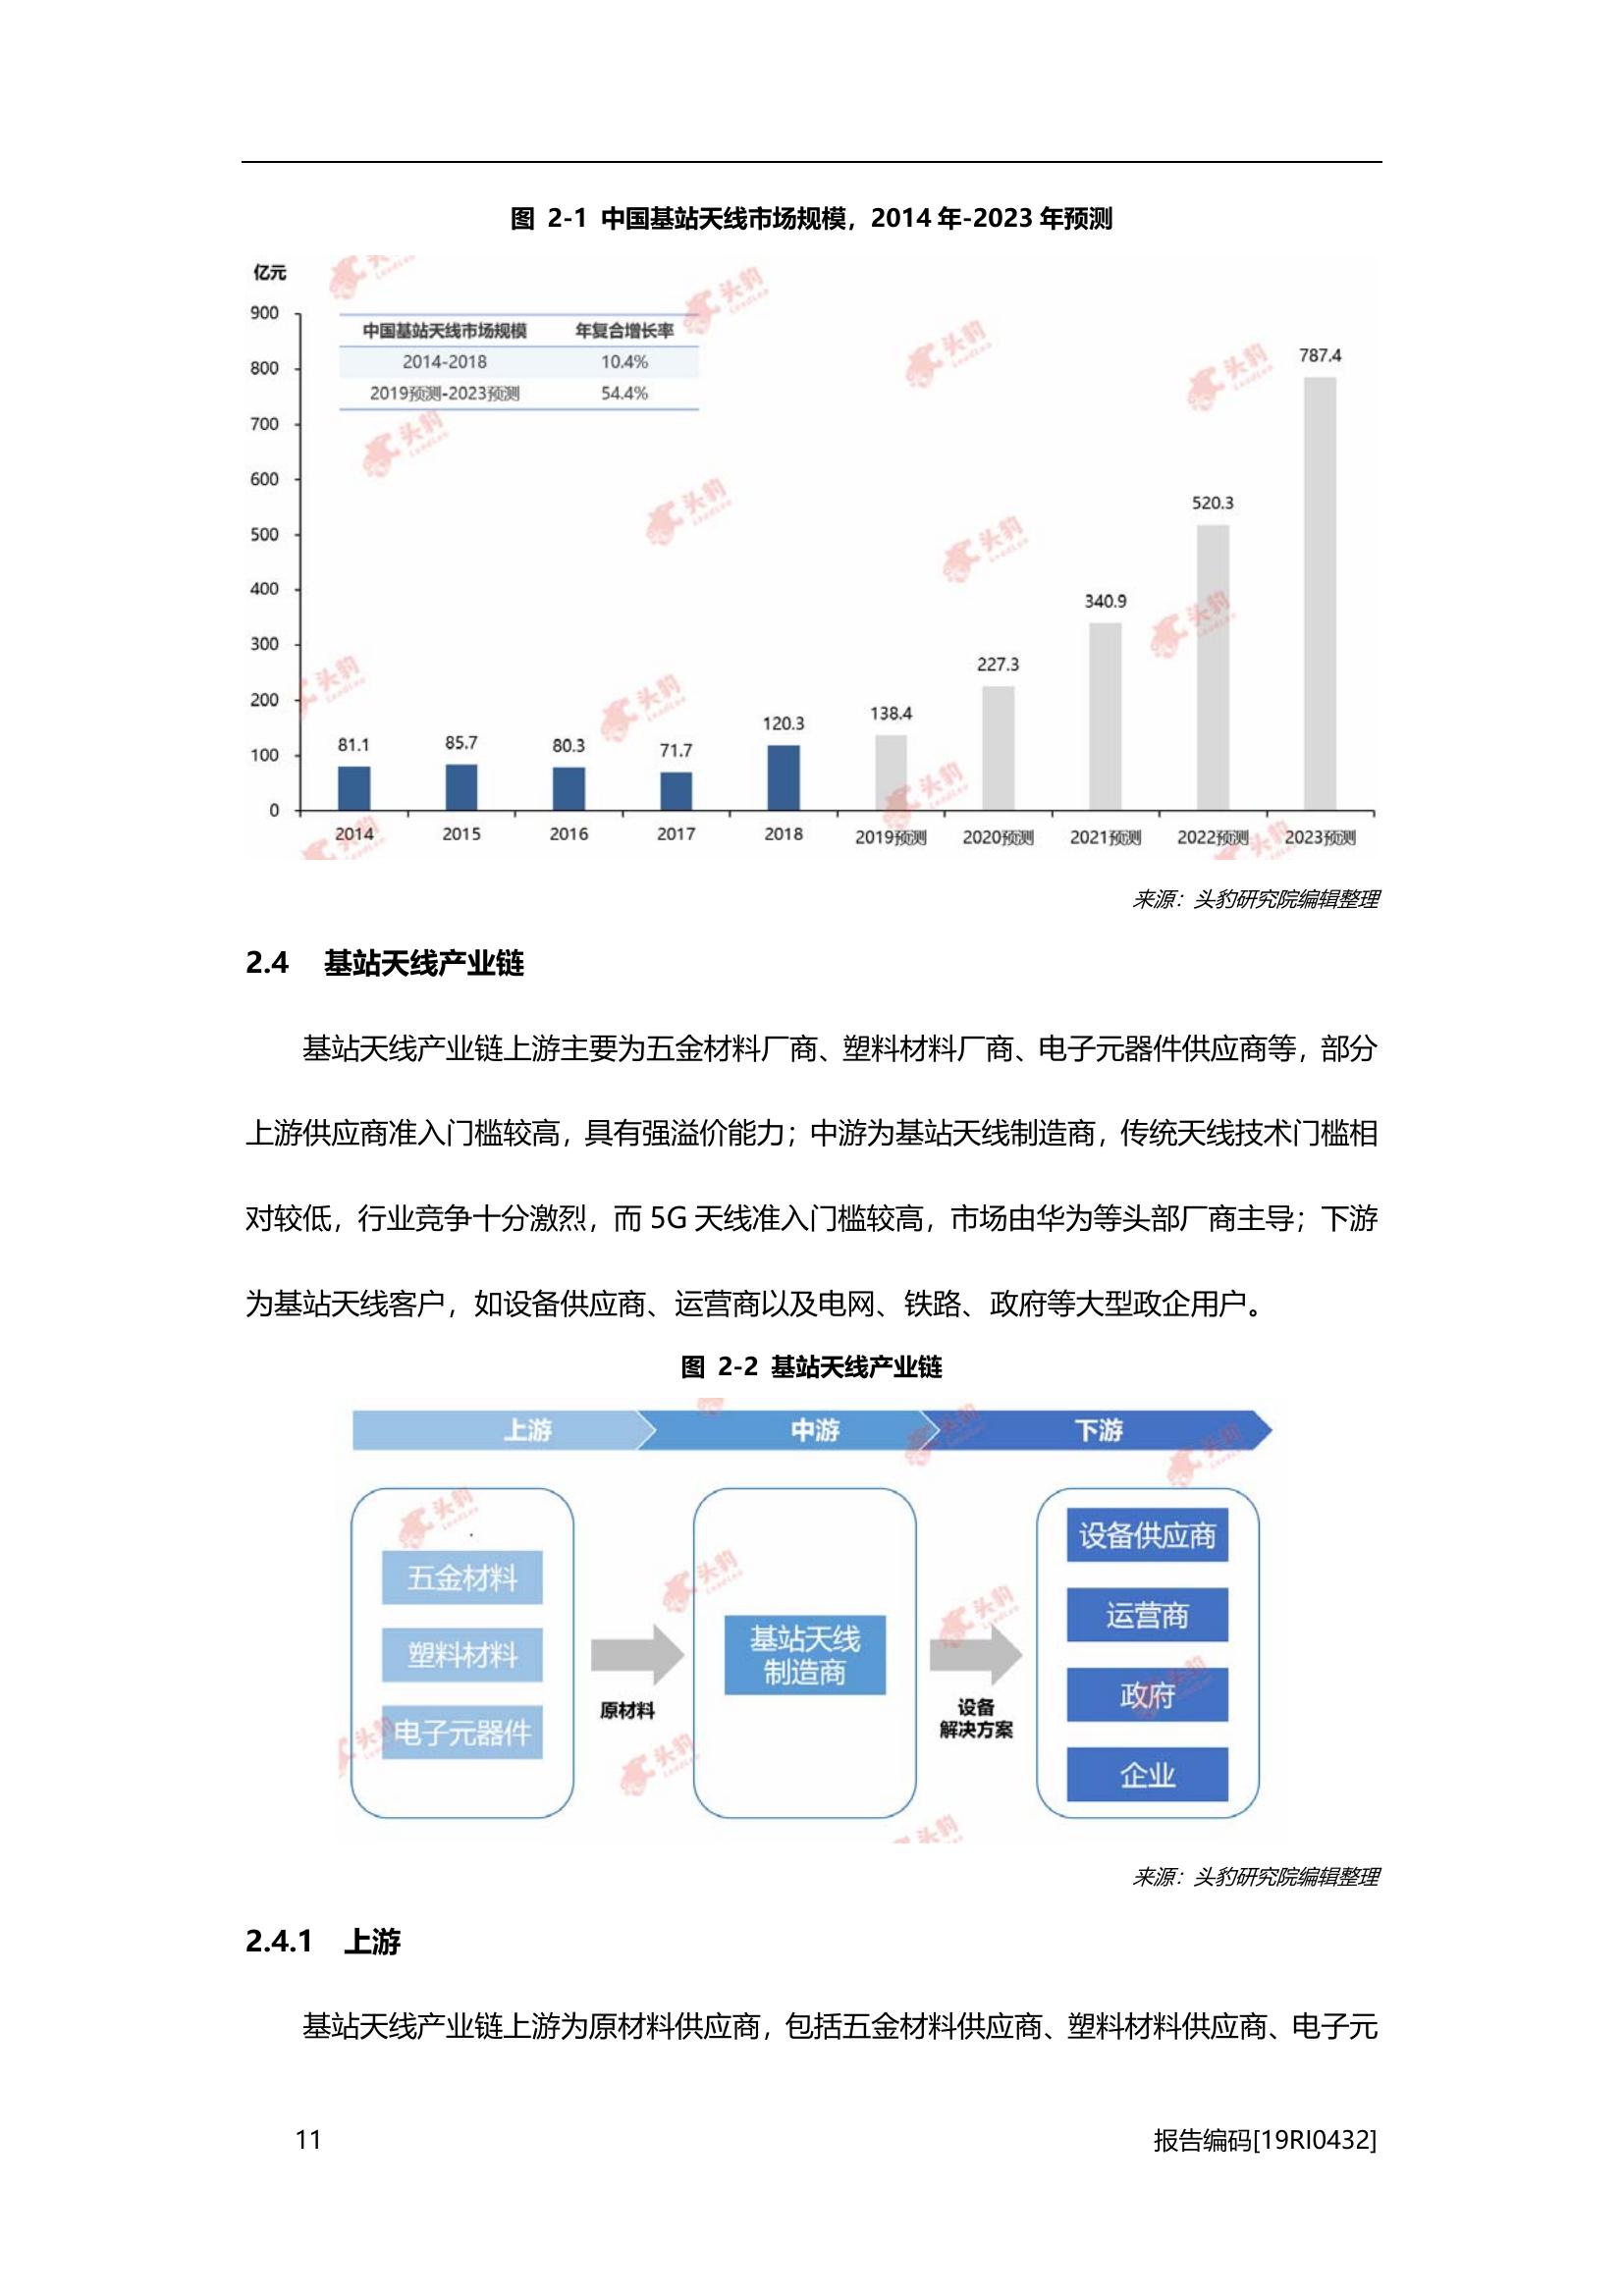 图 2-1 中国基站天线市场规模，2014 年-2023 年预测
亿元
900
800
700
600
500
400
300
200
100
0
中国基站天线市场规模 年复合增长率
2014-2018 10.4%
2019预测-2023预测 54.4%
81.1
85.7
80.3
71.7
120.3
138.4
227.3
340.9
520.3
787.4
2014 2015 2016 2017 2018 2019预测 2020预测 2021预测 2022预测 2023预测
来源：头豹研究院编辑整理
2.4 基站天线产业链
基站天线产业链上游主要为五金材料厂商、塑料材料厂商、电子元器件供应商等，部分
上游供应商准入门槛较高，具有强溢价能力；中游为基站天线制造商，传统天线技术门槛相
对较低，行业竞争十分激烈，而 5G 天线准入门槛较高，市场由华为等头部厂商主导；下游
为基站天线客户，如设备供应商、运营商以及电网、铁路、政府等大型政企用户。
图 2-2 基站天线产业链
上游 中游 下游
五金材料
塑料材料
电子元器件
原材料
基站天线
制造商
设备
解决方案
设备供应商
运营商
政府
企业
来源：头豹研究院编辑整理
2.4.1 上游
基站天线产业链上游为原材料供应商，包括五金材料供应商、塑料材料供应商、电子元
11 报告编码[19RI0432]
头豹
LeadLeo